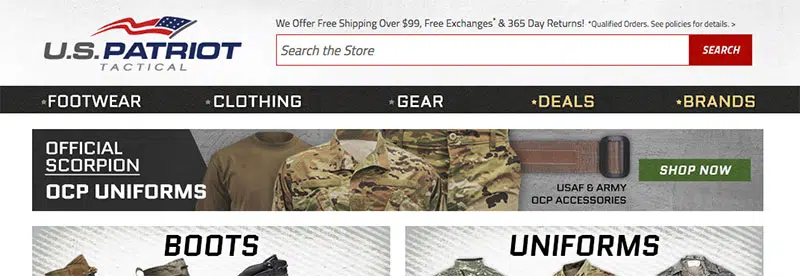 We Offer Free Shipping Over $99, Free Exchanges* & 365 Day Returns! *Qualified Orders. See policies for details. >
U.S. PATRIOT
TACTICAL
Search the Store
SEARCH
*FOOTWEAR
*CLOTHING
*GEAR
*DEALS
*BRANDS
OFFICIAL
SCORPION
OCP UNIFORMS
USAF & ARMY
OCP ACCESSORIES
SHOP NOW
BOOTS
UNIFORMS